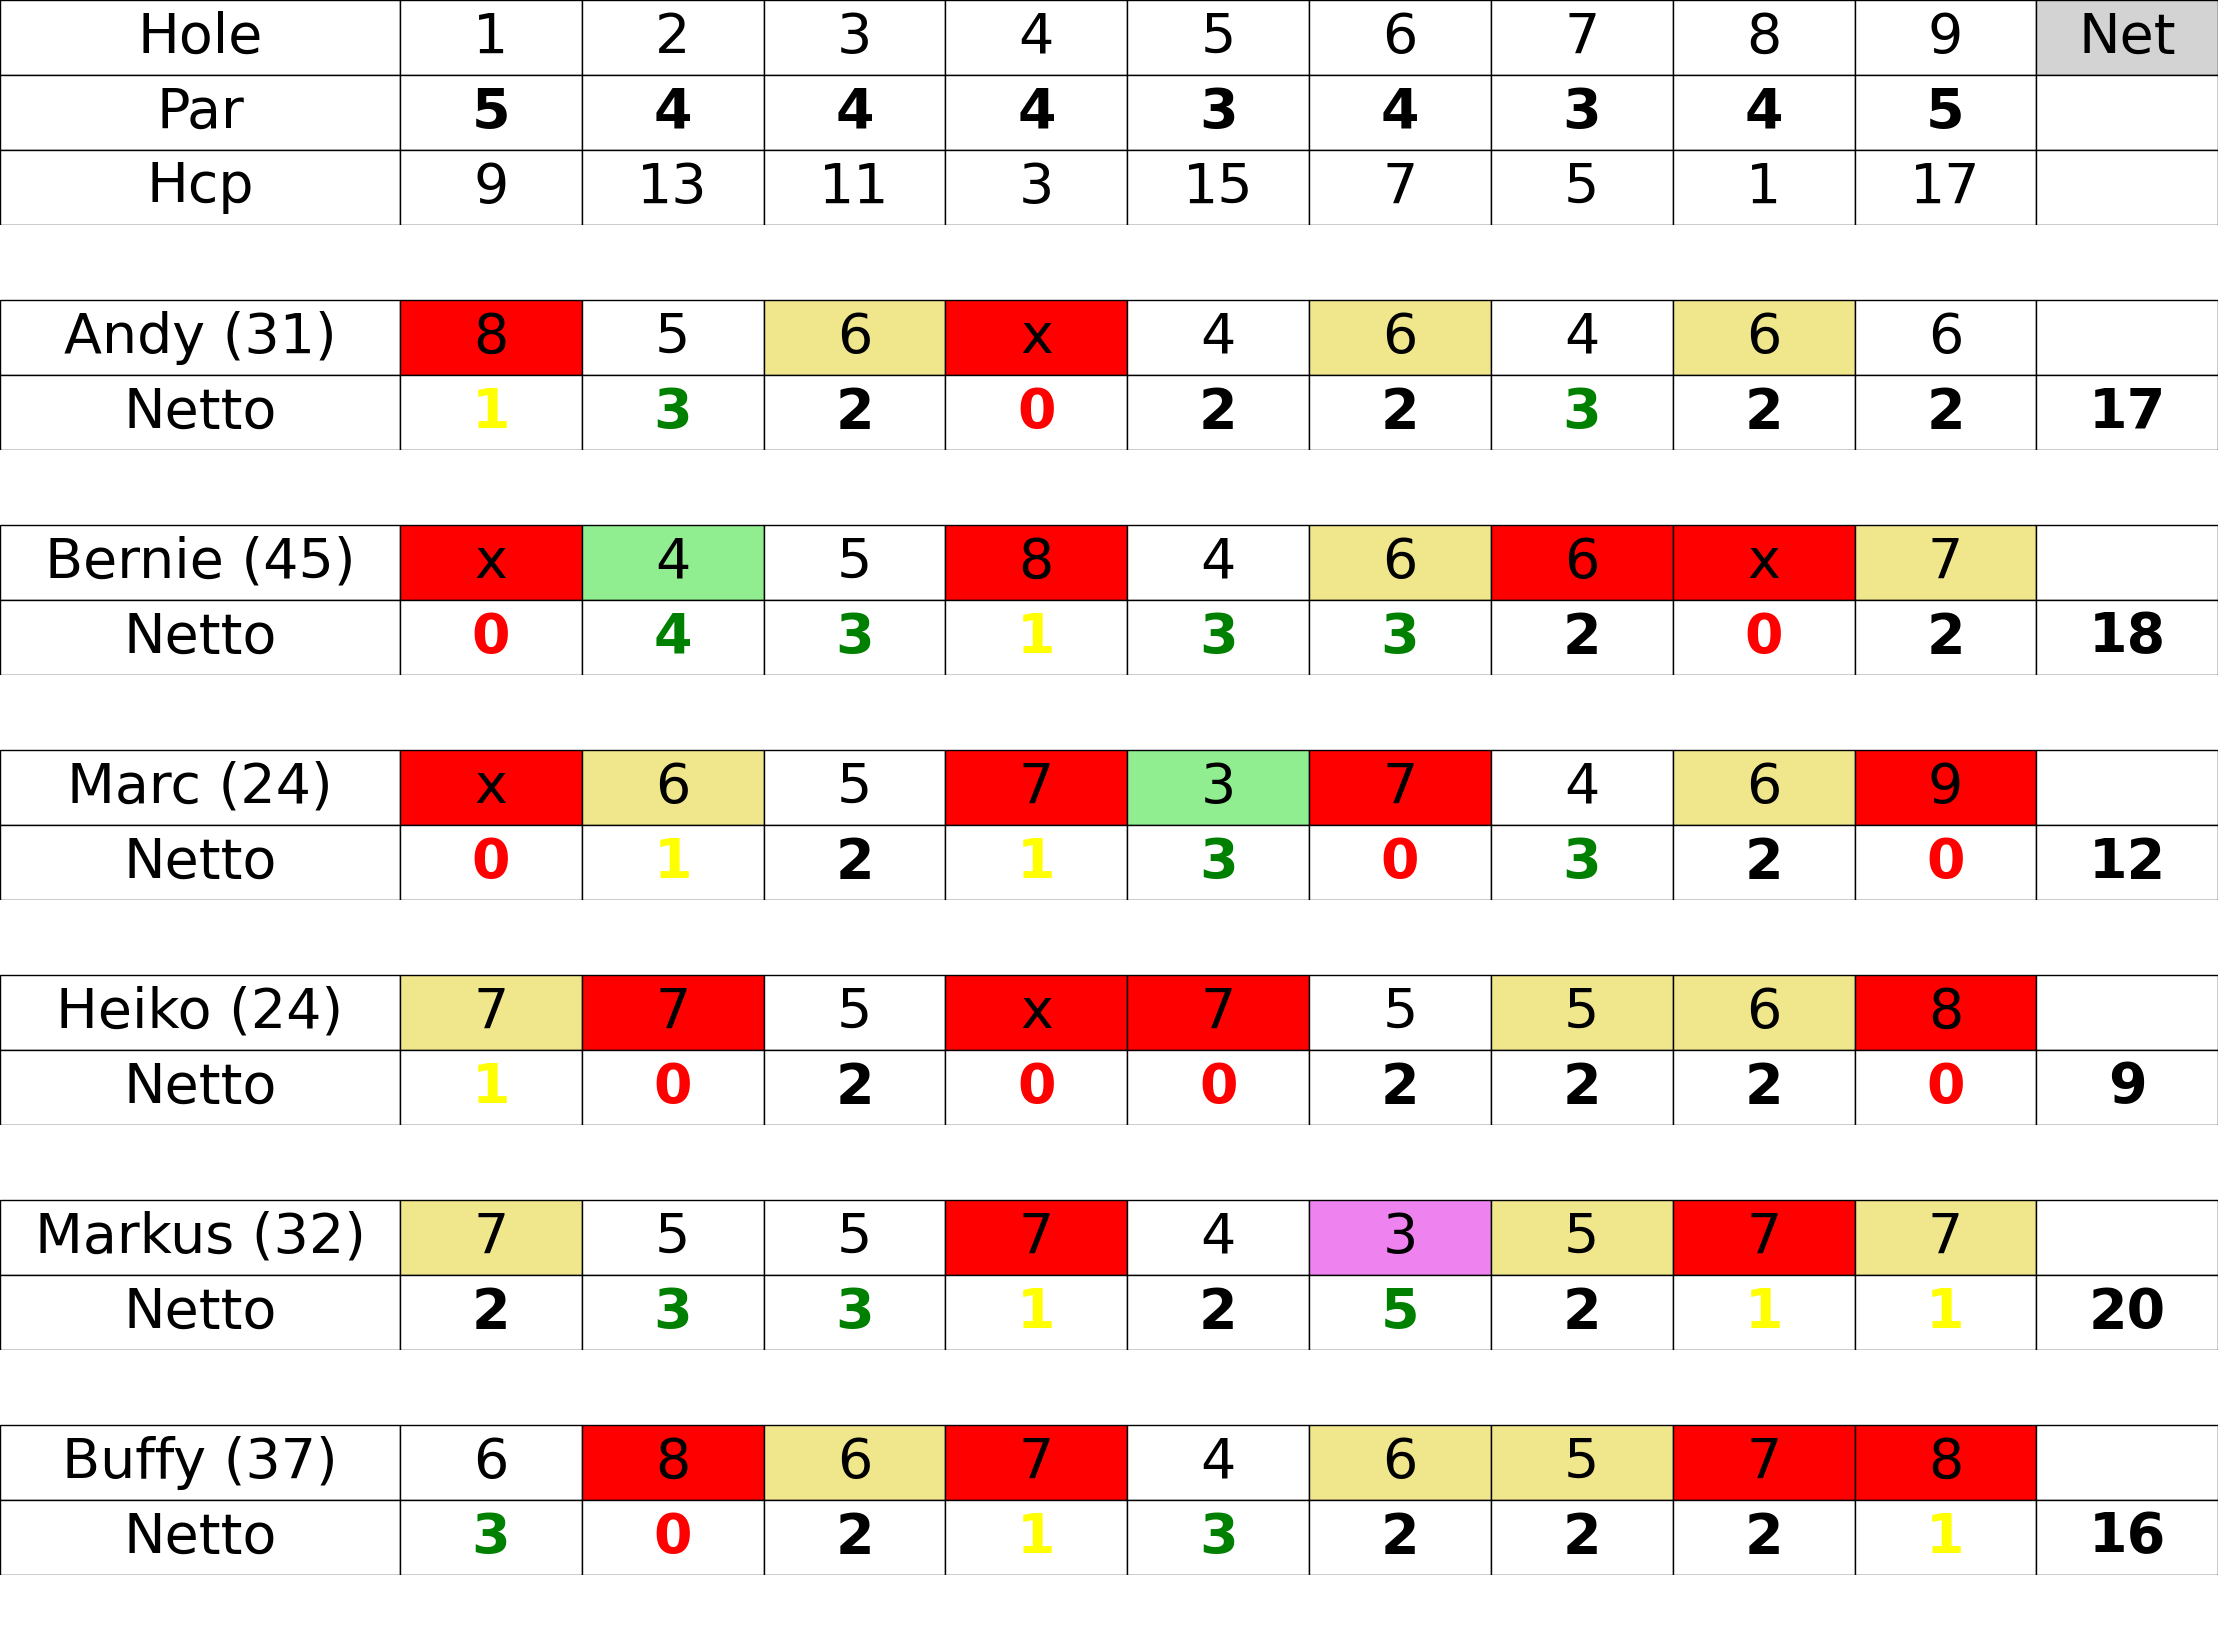 Hole 1 2 3 4 5 6 7 8 9 Net
Par 5 4 4 4 3 4 3 4 5
Hcp 9 13 11 3 15 7 5 1 17
Andy (31) 8 5 6 x 4 6 4 6 6
Netto 1 3 2 0 2 2 3 2 2 17
Bernie (45) x 4 5 8 4 6 6 x 7
Netto 0 4 3 1 3 3 2 0 2 18
Marc (24) x 6 5 7 3 7 4 6 9
Netto 0 1 2 1 3 0 3 2 0 12
Heiko (24) 7 7 5 x 7 5 5 6 8
Netto 1 0 2 0 0 2 2 2 0 9
Markus (32) 7 5 5 7 4 3 5 7 7
Netto 2 3 3 1 2 5 2 1 1 20
Buffy (37) 6 8 6 7 4 6 5 7 8
Netto 3 0 2 1 3 2 2 2 1 16